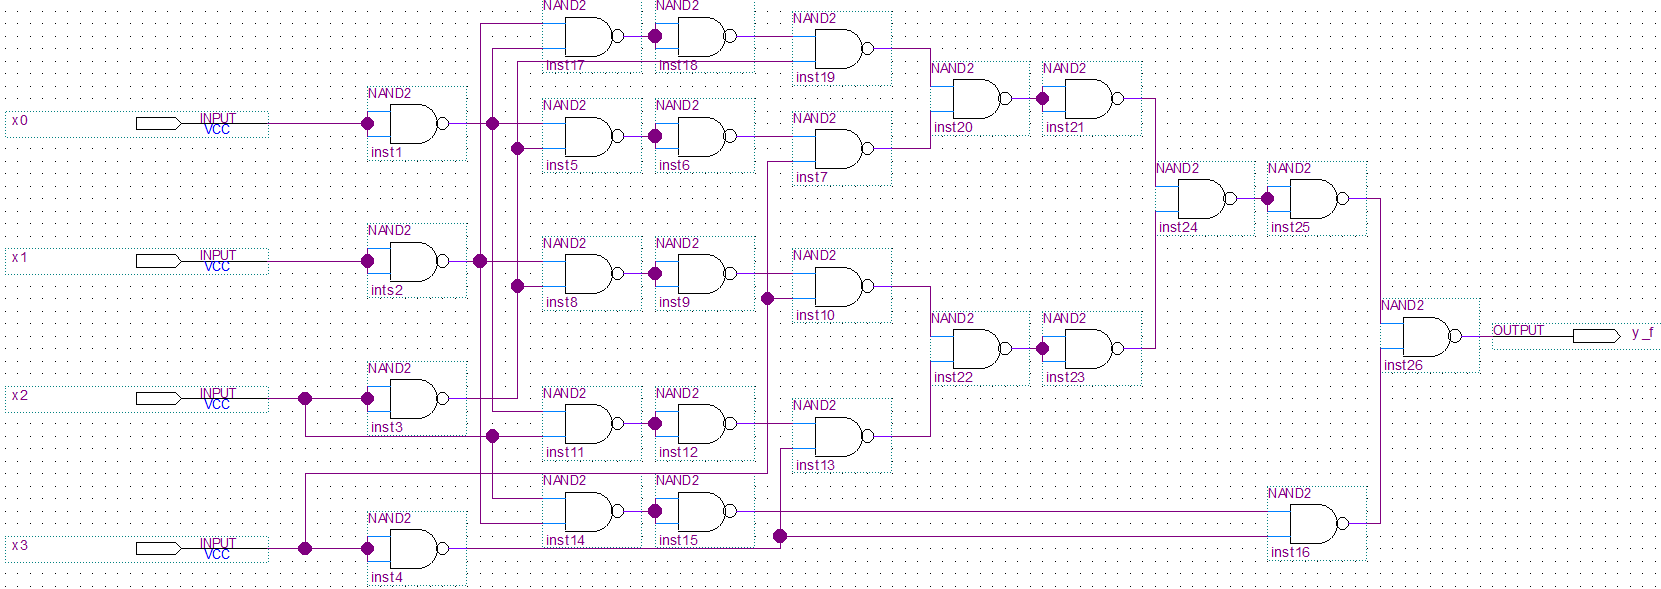 NAND2 NAND2
NAND2
inst17 inst18
inst19
NAND2 NAND2
NAND2
NAND2 NAND2 NAND2
x0 INPUT
VCC
inst1
inst5 inst6
inst7
inst20 inst21
NAND2 NAND2
inst24 inst25
NAND2
NAND2 NAND2
NAND2
x1 INPUT
VCC
ints2
inst8 inst9
inst10
NAND2
NAND2 NAND2
OUTPUT y_f
inst26
NAND2
inst22 inst23
x2 INPUT
VCC
NAND2 NAND2
NAND2
inst3
inst11 inst12
inst13
NAND2 NAND2
NAND2
NAND2
x3 INPUT
VCC
inst14 inst15
inst16
inst4